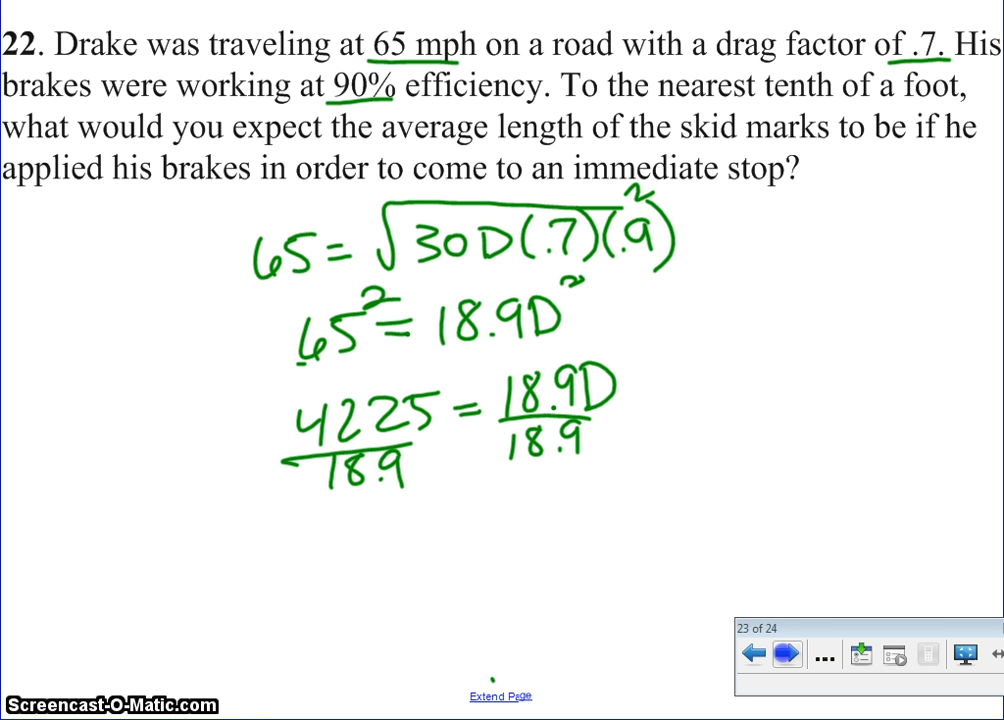 22. Drake was traveling at 65 mph on a road with a drag factor of .7. His
brakes were working at 90% efficiency. To the nearest tenth of a foot,
what would you expect the average length of the skid marks to be if he
applied his brakes in order to come to an immediate stop?
65 = √30D(.7)(.9)²
65² = 18.9D²
4225/18.9 = 18.9D/18.9
23 of 24
Extend Page
Screencast-O-Matic.com